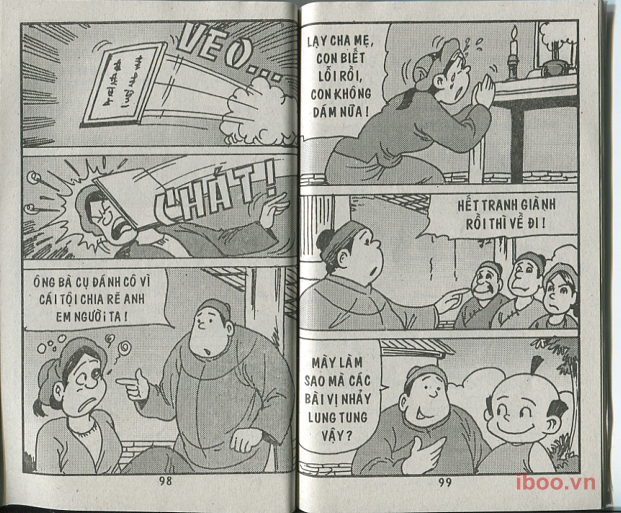 VEO...
CHÁT!
ÔNG BÀ CỤ ĐÁNH CÔ VÌ
CÁI TỘI CHIA RẼ ANH
EM NGƯỜI TA!
98
LẠY CHA MẸ,
CON BIẾT
LỖI RỒI,
CON KHÔNG
DÁM NỮA!
HẾT TRANH GIÀNH
RỒI THÌ VỀ ĐI!
MÀY LÀM
SAO MÀ CÁC
BÀI VỊ NHẢY
LUNG TUNG
VẬY?
99
iboo.vn